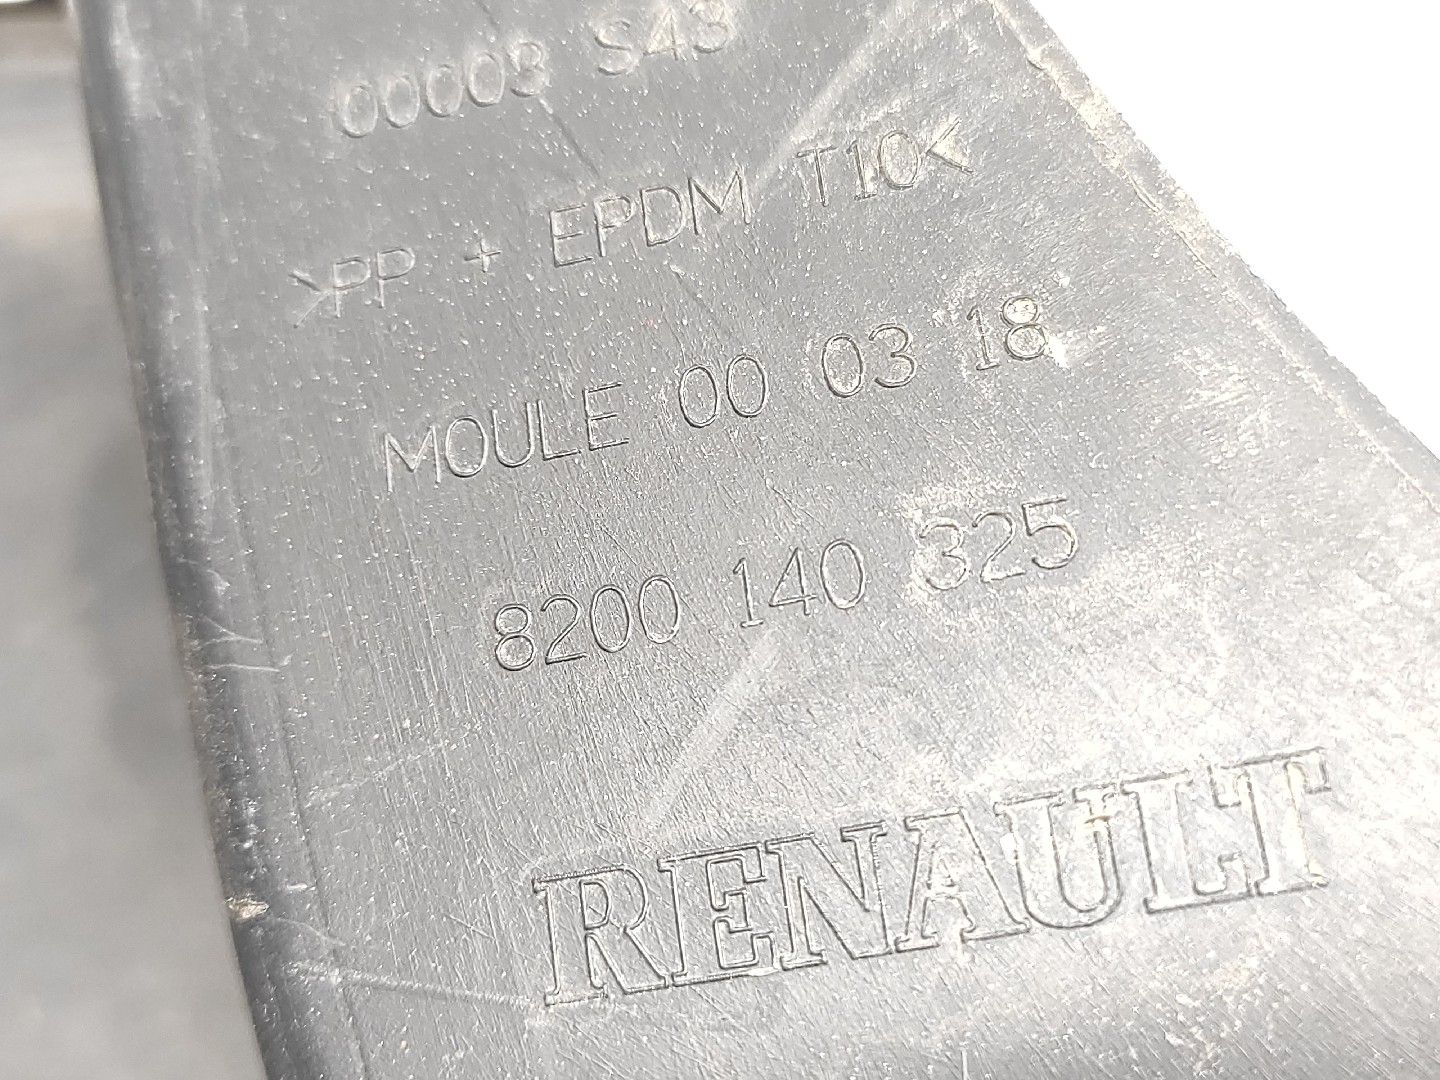 00003 S43
>PP + EPDM T10<
MOULE 00 03 18
8200 140 325
RENAULT